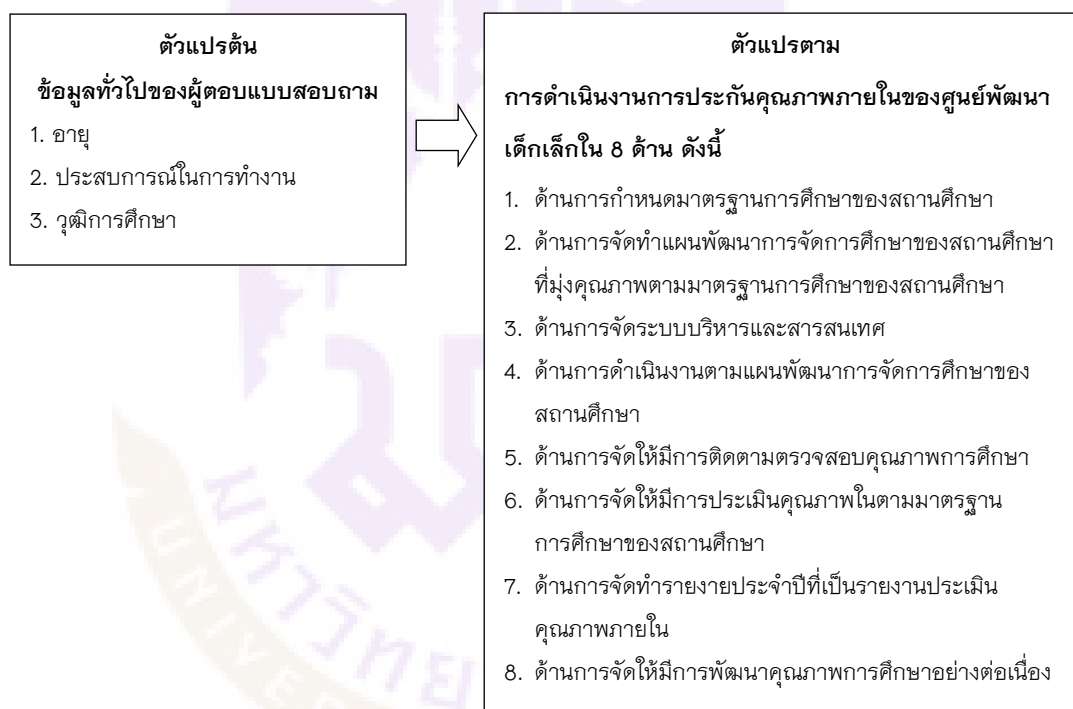 ตัวแปรต้น
ข้อมูลทั่วไปของผู้ตอบแบบสอบถาม
1. อายุ
2. ประสบการณ์ในการทำงาน
3. วุฒิการศึกษา
ตัวแปรตาม
การดำเนินงานการประกันคุณภาพภายในของศูนย์พัฒนา
เด็กเล็กใน 8 ด้าน ดังนี้
1. ด้านการกำหนดมาตรฐานการศึกษาของสถานศึกษา
2. ด้านการจัดทำแผนพัฒนาการจัดการศึกษาของสถานศึกษา
ที่มุ่งคุณภาพตามมาตรฐานการศึกษาของสถานศึกษา
3. ด้านการจัดระบบบริหารและสารสนเทศ
4. ด้านการดำเนินงานตามแผนพัฒนาการจัดการศึกษาของ
สถานศึกษา
5. ด้านการจัดให้มีการติดตามตรวจสอบคุณภาพการศึกษา
6. ด้านการจัดให้มีการประเมินคุณภาพในตามมาตรฐาน
การศึกษาของสถานศึกษา
7. ด้านการจัดทำรายงายประจำปีที่เป็นรายงานประเมิน
คุณภาพภายใน
8. ด้านการจัดให้มีการพัฒนาคุณภาพการศึกษาอย่างต่อเนื่อง
มหาวิทย
UNIVE